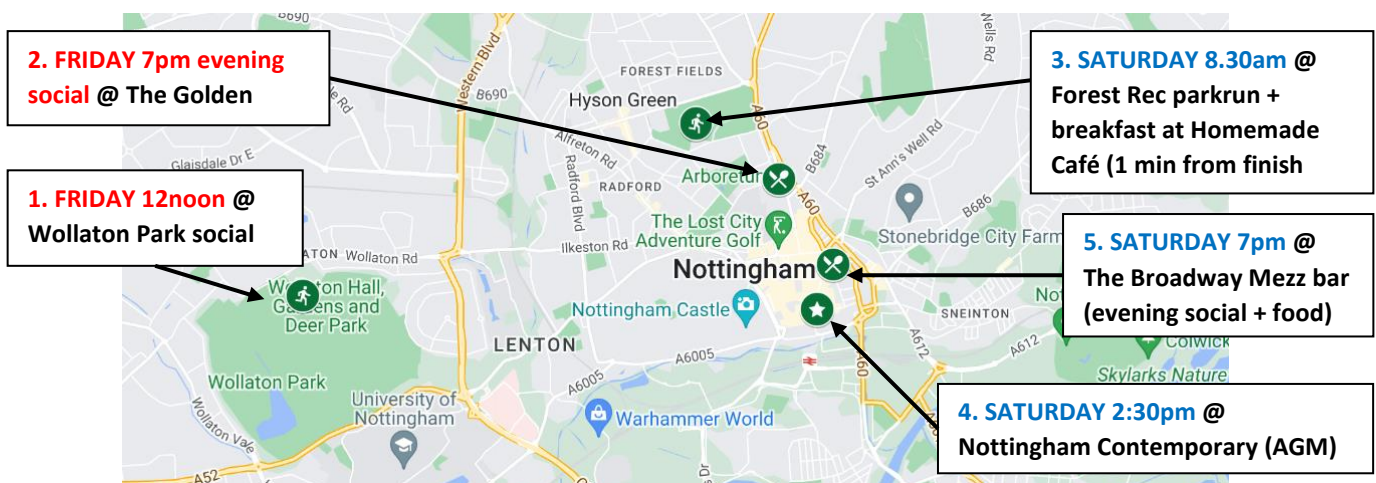 2. FRIDAY 7pm evening
social @ The Golden
1. FRIDAY 12noon @
Wollaton Park social
3. SATURDAY 8.30am @
Forest Rec parkrun +
breakfast at Homemade
Café (1 min from finish
5. SATURDAY 7pm @
The Broadway Mezz bar
(evening social + food)
4. SATURDAY 2:30pm @
Nottingham Contemporary (AGM)
B690
Western Blvd
Wells Rd
FOREST FIELDS
B690
Hyson Green
A60
Alfreton Rd
B684
St Ann's Well Rd
Glaisdale Dr E
Radford Blvd
RADFORD
A60
B686
The Lost City
Adventure Golf
Stonebridge City Farm
Wollaton Rd
Ilkeston Rd
Nottingham
Gardens and
Deer Park
Nottingham Castle
SNEINTON
LENTON
A6005
A60
A612
A612
Colwick
Skylarks Nature
Wollaton Park
A6005
University of
Nottingham
Warhammer World
Wollaton Vale
A52